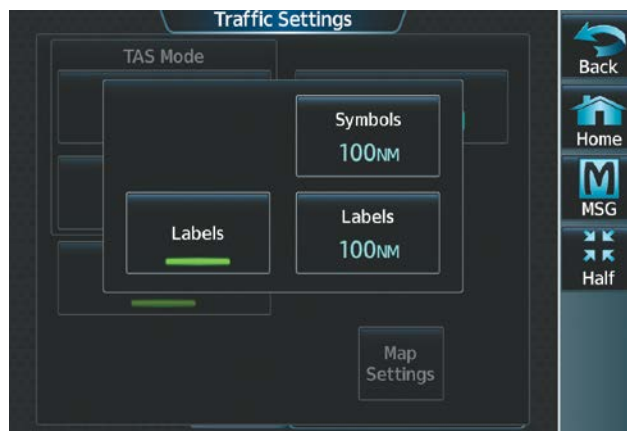 Traffic Settings
TAS Mode
Symbols
100NM
Labels
Labels
100NM
Map
Settings
Back
Home
MSG
Half